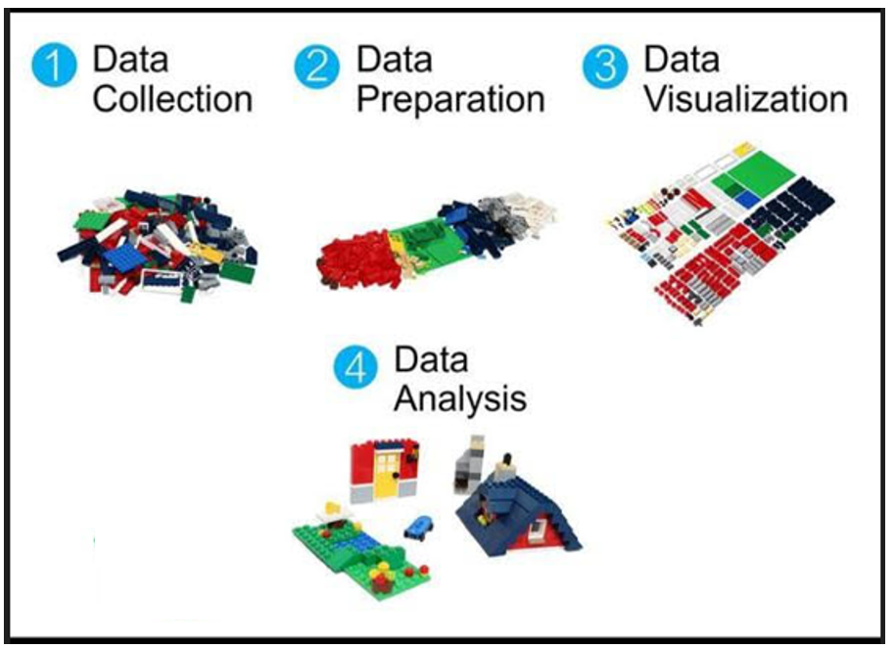 1 Data
Collection
2 Data
Preparation
3 Data
Visualization
4 Data
Analysis